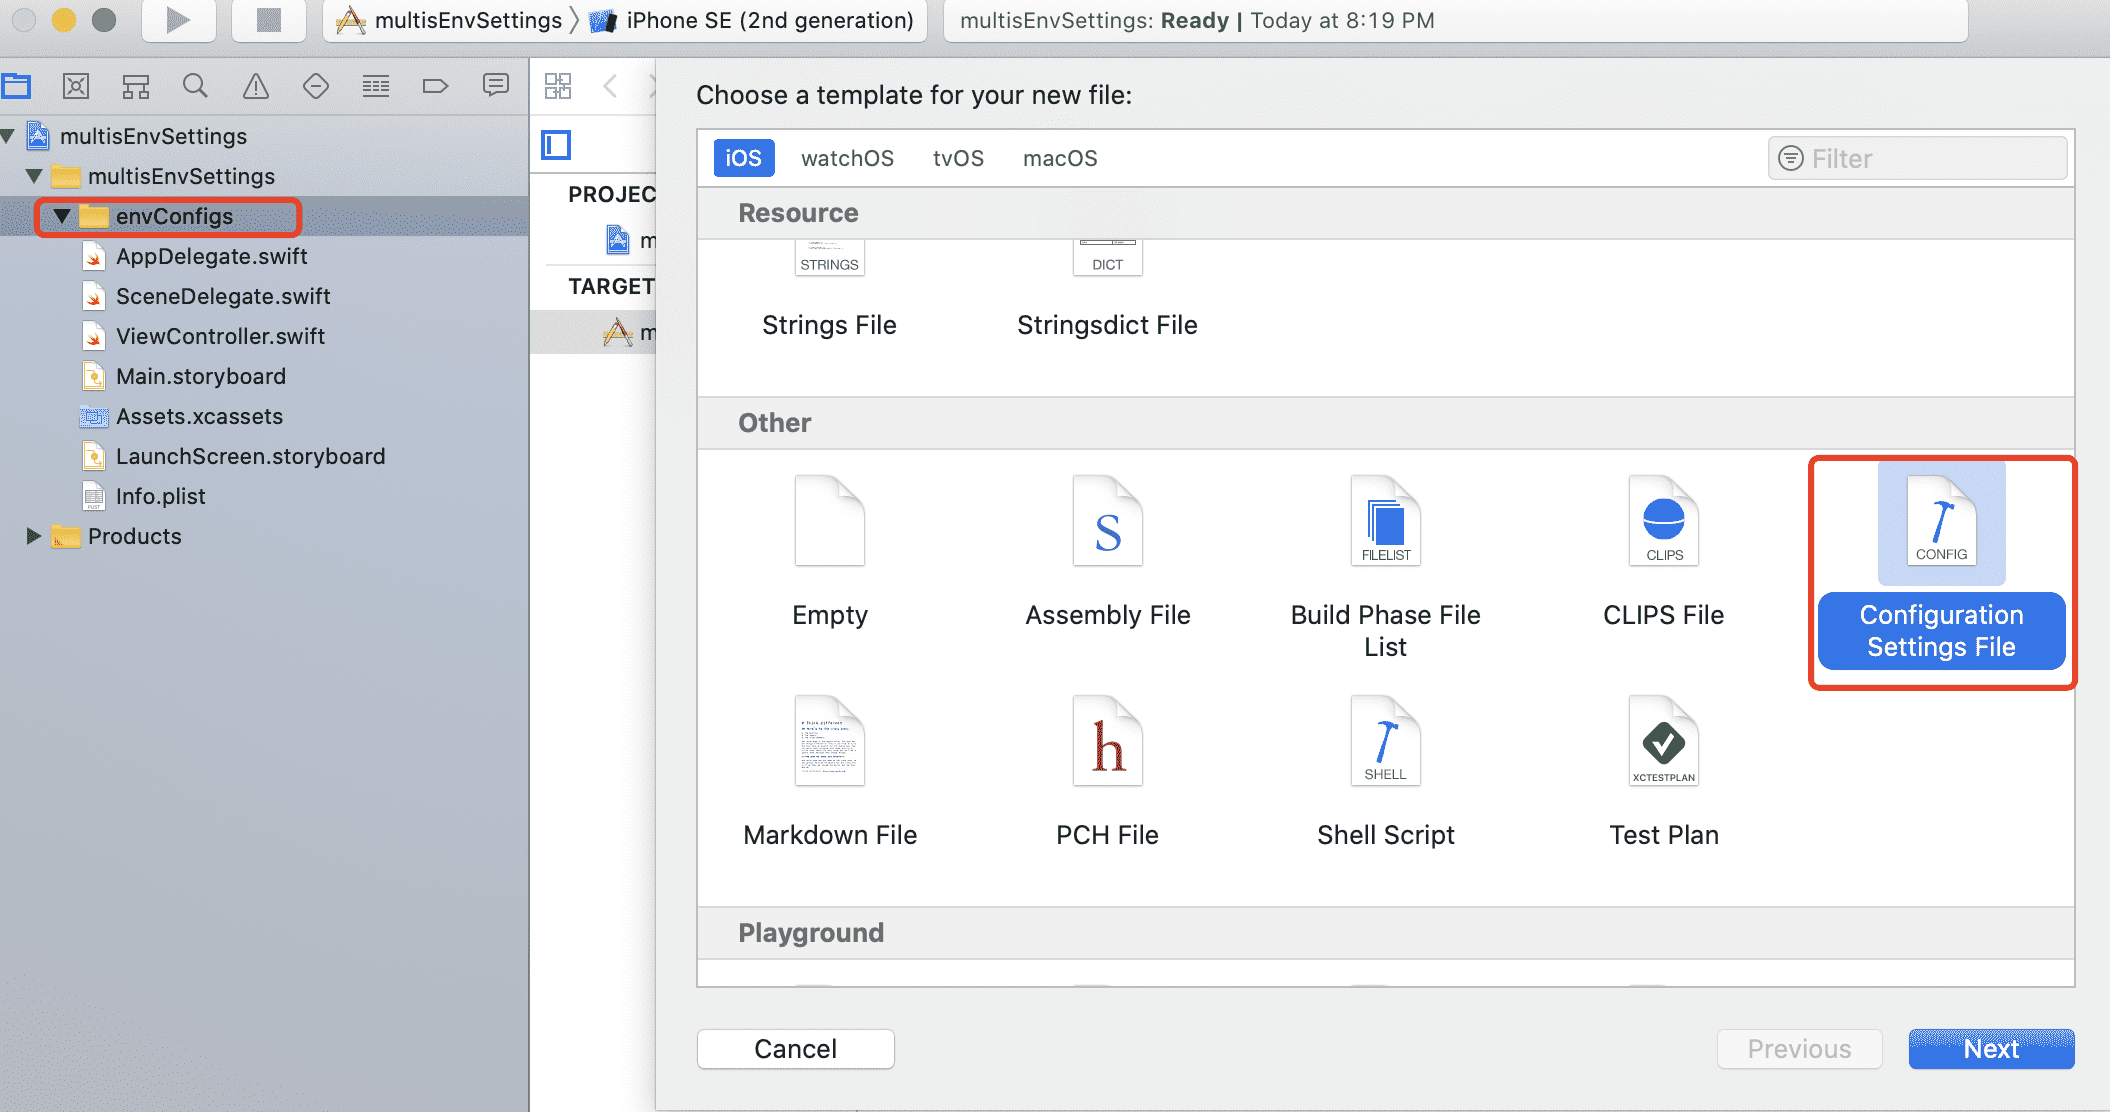 multisEnvSettings
iPhone SE (2nd generation)
multisEnvSettings: Ready | Today at 8:19 PM
multisEnvSettings
multisEnvSettings
envConfigs
AppDelegate.swift
SceneDelegate.swift
ViewController.swift
Main.storyboard
Assets.xcassets
LaunchScreen.storyboard
Info.plist
Products
PROJEC
m
TARGET
m
Choose a template for your new file:
iOS
watchOS
tvOS
macOS
Filter
Resource
STRINGS
DICT
Strings File
Stringsdict File
Other
FILELIST
CLIPS
CONFIG
Empty
Assembly File
Build Phase File
List
CLIPS File
Configuration
Settings File
SHELL
XCTESTPLAN
Markdown File
PCH File
Shell Script
Test Plan
Playground
Cancel
Previous
Next